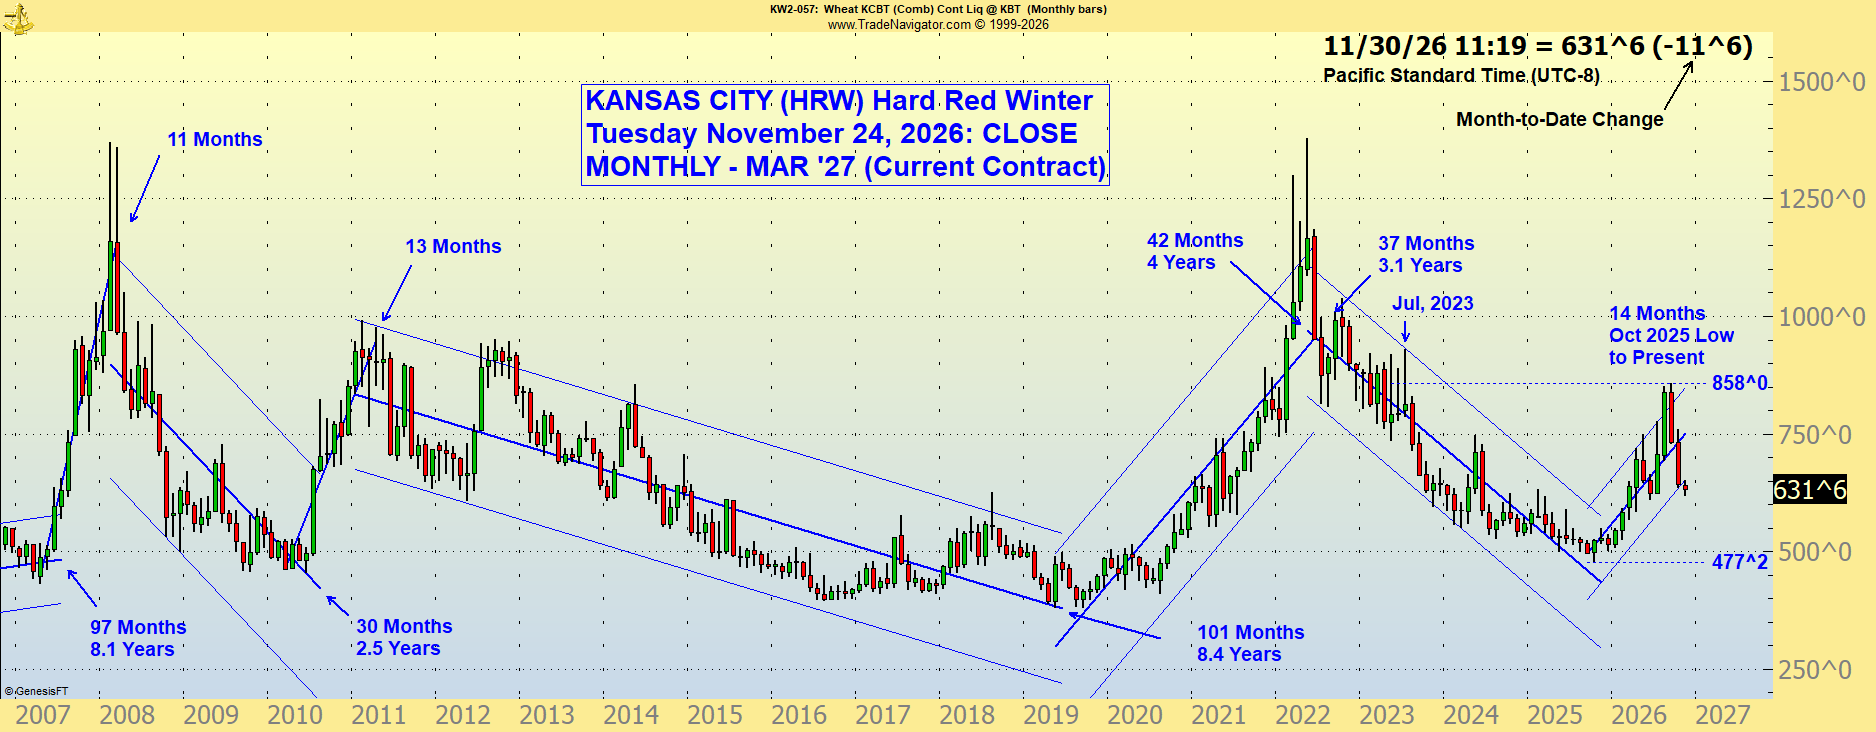 KW2-057: Wheat KCBT (Comb) Cont Liq @ KBT (Monthly bars)
www.TradeNavigator.com © 1999-2026
11/30/26 11:19 = 631^6 (-11^6)
Pacific Standard Time (UTC-8)
Month-to-Date Change
KANSAS CITY (HRW) Hard Red Winter
Tuesday November 24, 2026: CLOSE
MONTHLY - MAR '27 (Current Contract)
11 Months
13 Months
42 Months
4 Years
37 Months
3.1 Years
Jul, 2023
14 Months
Oct 2025 Low
to Present
858^0
477^2
97 Months
8.1 Years
30 Months
2.5 Years
101 Months
8.4 Years
1500^0
1250^0
1000^0
750^0
631^6
500^0
250^0
© GenesisFT
2007 2008 2009 2010 2011 2012 2013 2014 2015 2016 2017 2018 2019 2020 2021 2022 2023 2024 2025 2026 2027